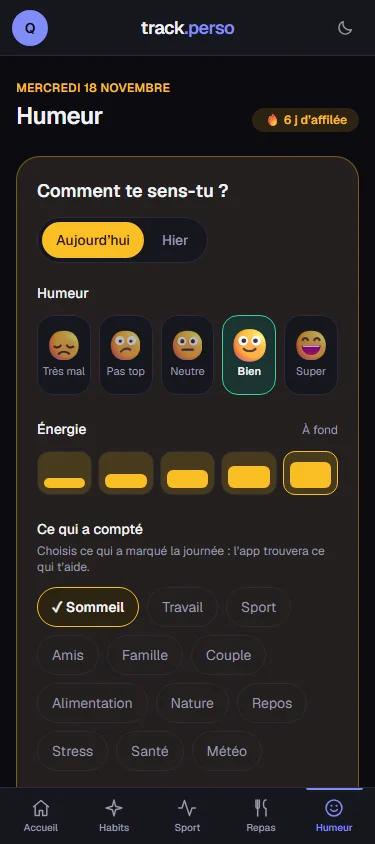 Q
track.perso
MERCREDI 18 NOVEMBRE
Humeur
🔥 6 j d'affilée
Comment te sens-tu ?
Aujourd'hui
Hier
Humeur
Très mal
Pas top
Neutre
Bien
Super
Énergie
À fond
Ce qui a compté
Choisis ce qui a marqué la journée : l'app trouvera ce
qui t'aide.
✓ Sommeil
Travail
Sport
Amis
Famille
Couple
Alimentation
Nature
Repos
Stress
Santé
Météo
Accueil
Habits
Sport
Repas
Humeur